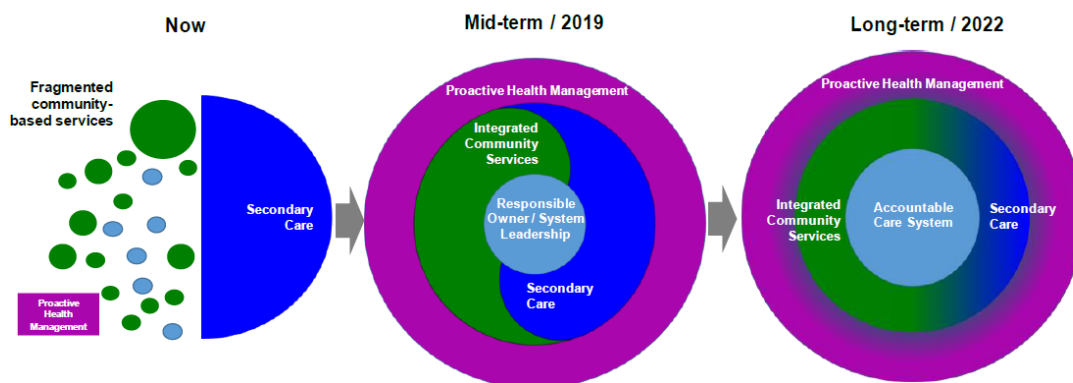 Now
Fragmented
community-
based services
Secondary
Care
Proactive
Health
Management
Mid-term / 2019
Proactive Health Management
Integrated
Community
Services
Responsible
Owner / System
Leadership
Secondary
Care
Long-term / 2022
Proactive Health Management
Integrated
Community
Services
Accountable
Care System
Secondary
Care